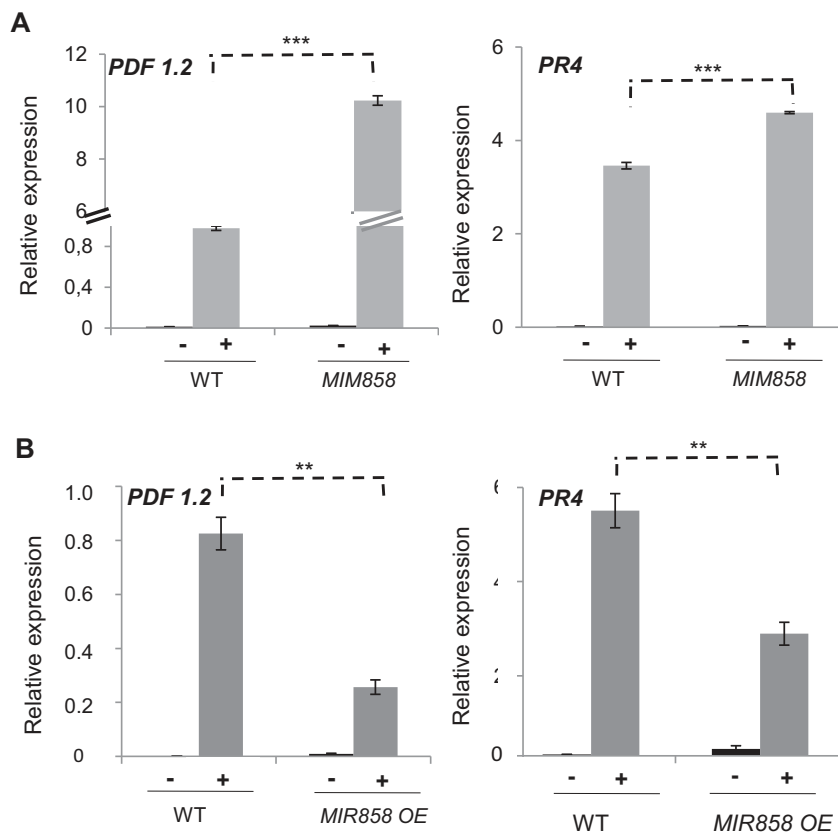 A
PDF 1.2
***
Relative expression
12
10
8
6
0,8
0,4
0
- + - +
WT MIM858
PR4
***
Relative expression
6
4
2
0
- + - +
WT MIM858
B
PDF 1.2
**
Relative expression
1.0
0.8
0.6
0.4
0.2
0
- + - +
WT MIR858 OE
PR4
**
Relative expression
6
4
2
0
- + - +
WT MIR858 OE